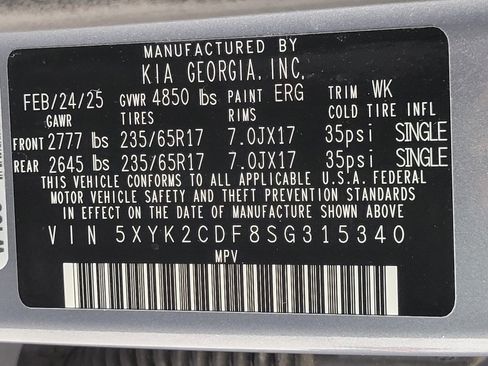 MANUFACTURED BY
KIA GEORGIA, INC.
FEB/24/25 GVWR 4850 lbs PAINT ERG TRIM WK
GAWR TIRES RIMS COLD TIRE INFL
FRONT 2777 lbs 235/65R17 7.0JX17 35psi SINGLE
REAR 2645 lbs 235/65R17 7.0JX17 35psi SINGLE
THIS VEHICLE CONFORMS TO ALL APPLICABLE U.S.A. FEDERAL
MOTOR VEHICLE SAFETY AND THEFT PREVENTION STANDARDS
IN EFFECT ON THE DATE OF MANUFACTURE SHOWN ABOVE
VIN 5XYK2CDF8SG315340
MPV